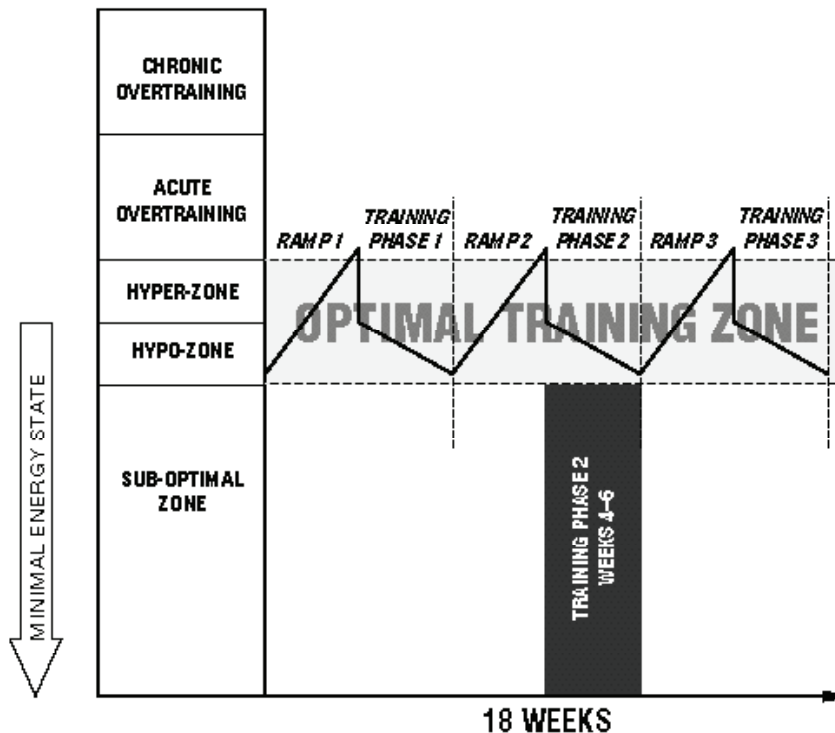 CHRONIC
OVERTRAINING
ACUTE
OVERTRAINING
HYPER-ZONE
HYPO-ZONE
SUB-OPTIMAL
ZONE
MINIMAL ENERGY STATE
RAMP 1
TRAINING
PHASE 1
RAMP 2
TRAINING
PHASE 2
RAMP 3
TRAINING
PHASE 3
OPTIMAL TRAINING ZONE
TRAINING PHASE 2
WEEKS 4–6
18 WEEKS